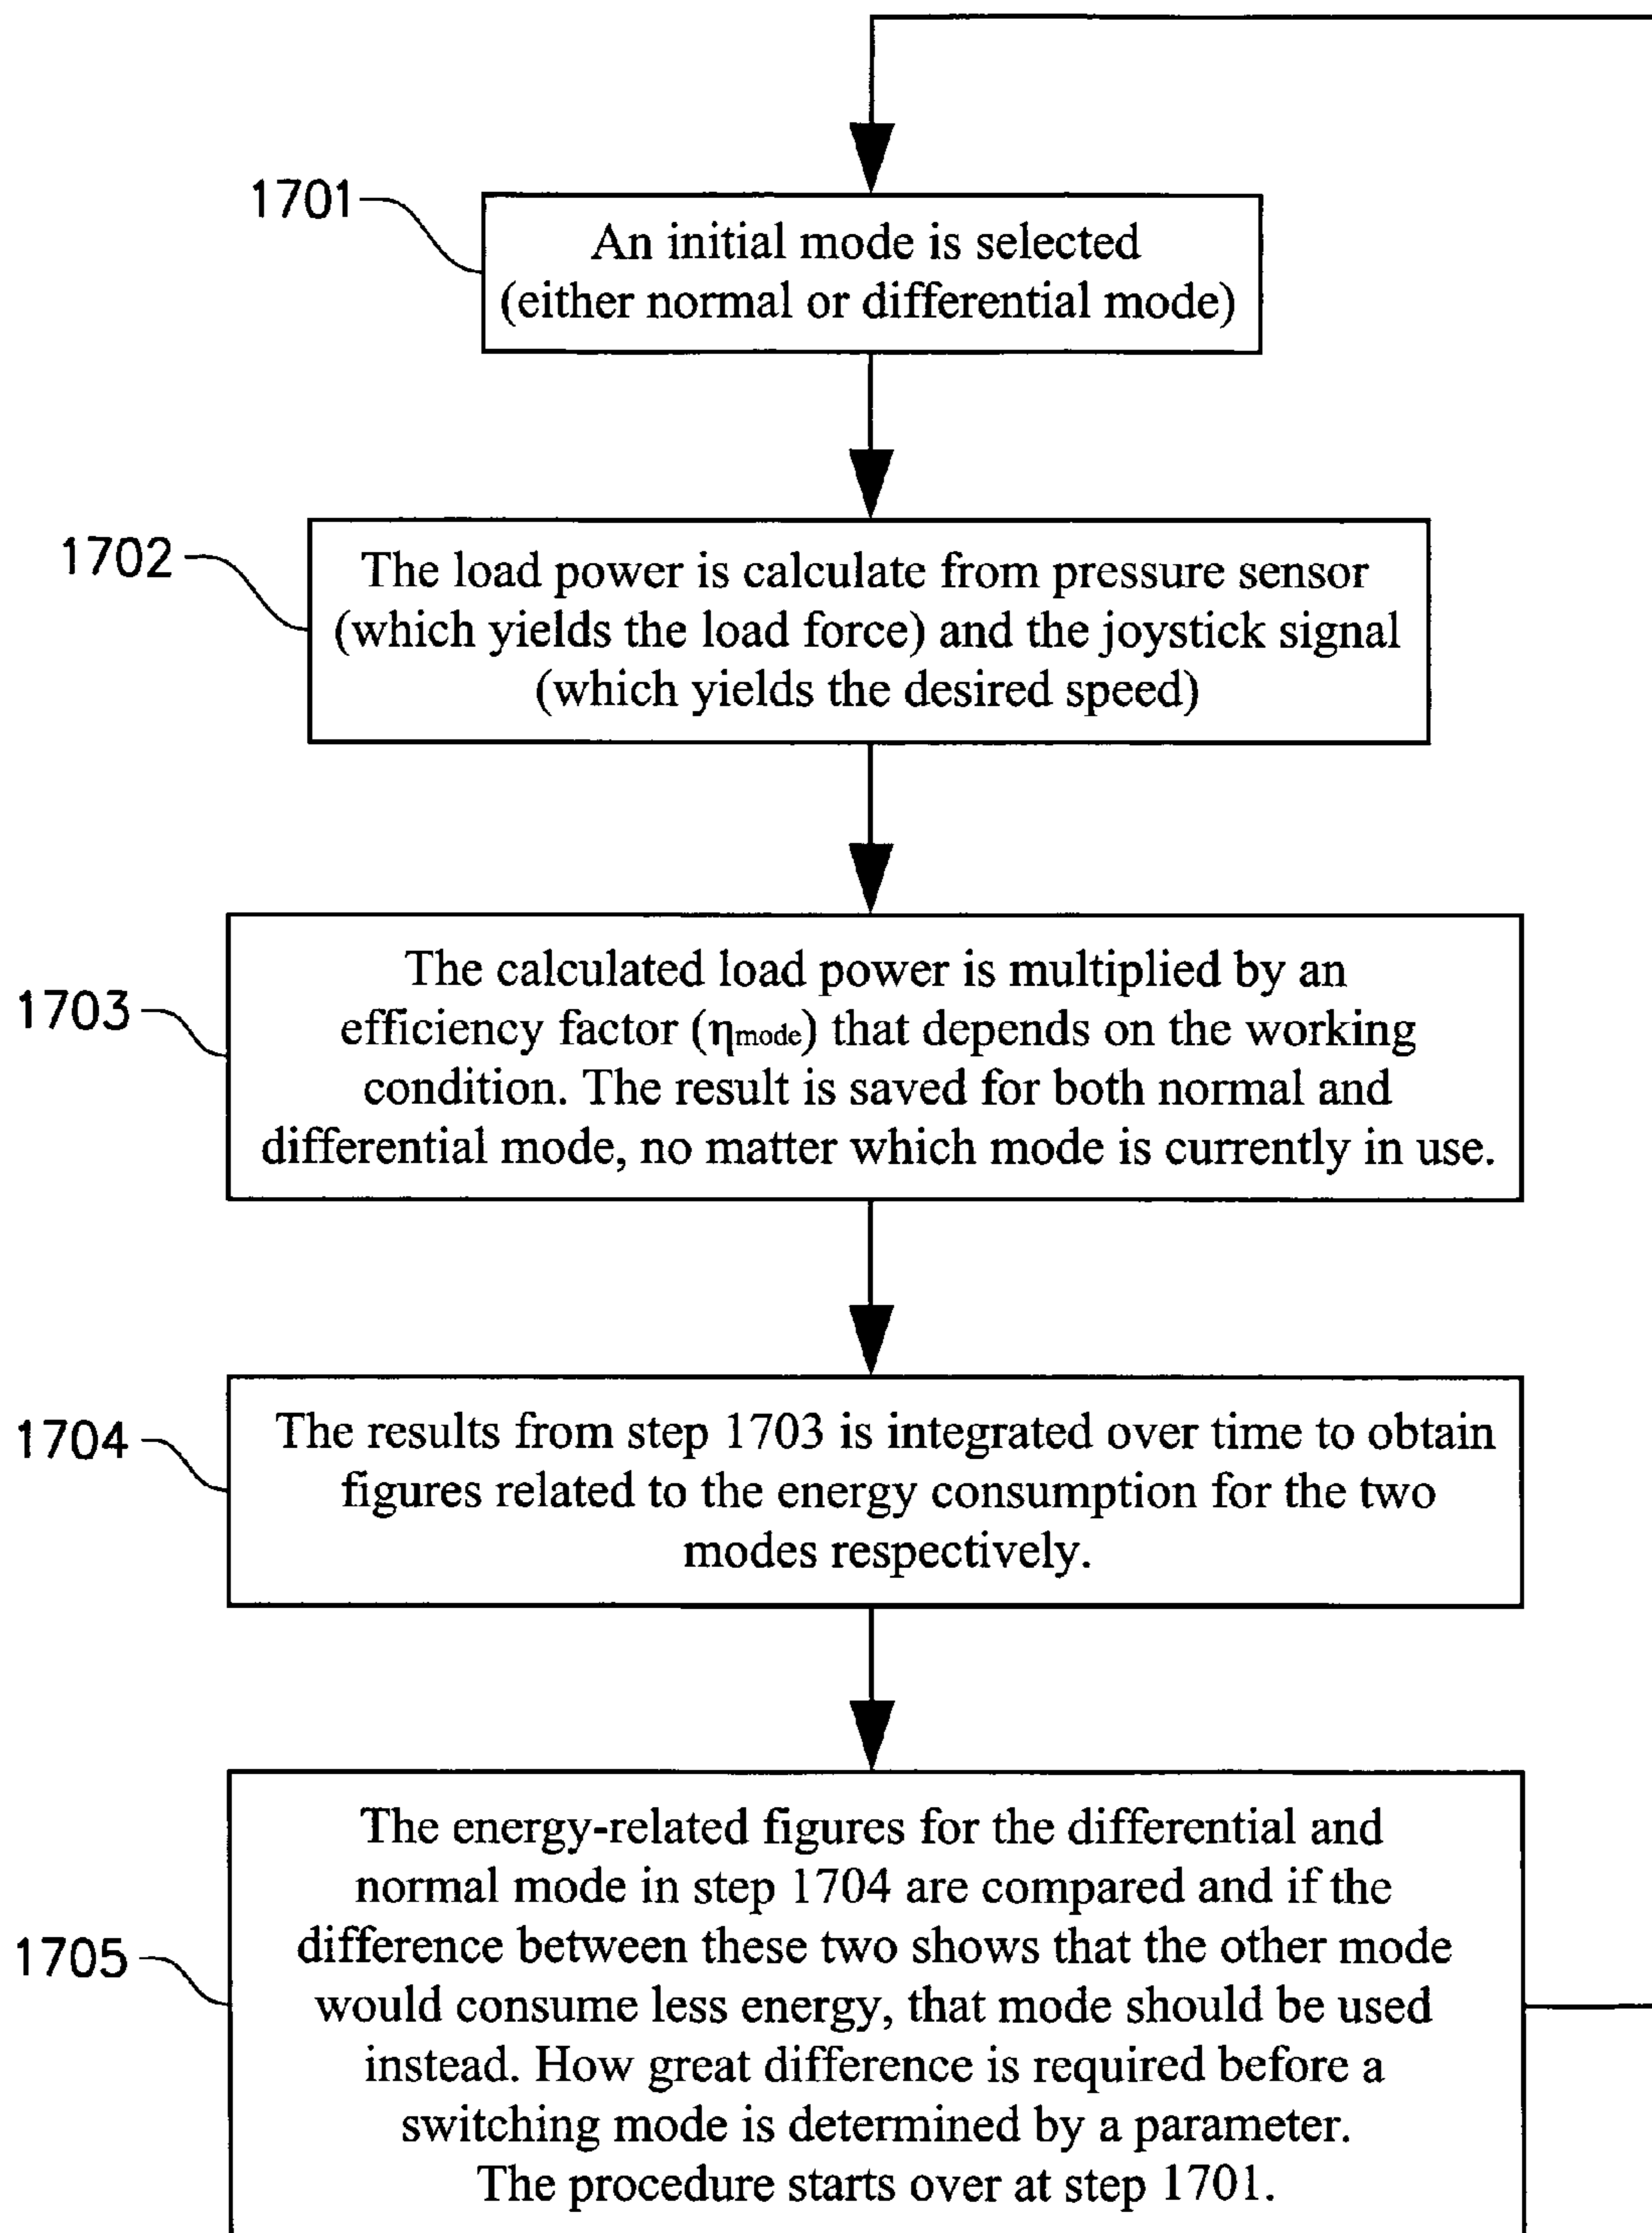 1701
An initial mode is selected
(either normal or differential mode)
1702
The load power is calculate from pressure sensor
(which yields the load force) and the joystick signal
(which yields the desired speed)
1703
The calculated load power is multiplied by an
efficiency factor (ηmode) that depends on the working
condition. The result is saved for both normal and
differential mode, no matter which mode is currently in use.
1704
The results from step 1703 is integrated over time to obtain
figures related to the energy consumption for the two
modes respectively.
1705
The energy-related figures for the differential and
normal mode in step 1704 are compared and if the
difference between these two shows that the other mode
would consume less energy, that mode should be used
instead. How great difference is required before a
switching mode is determined by a parameter.
The procedure starts over at step 1701.